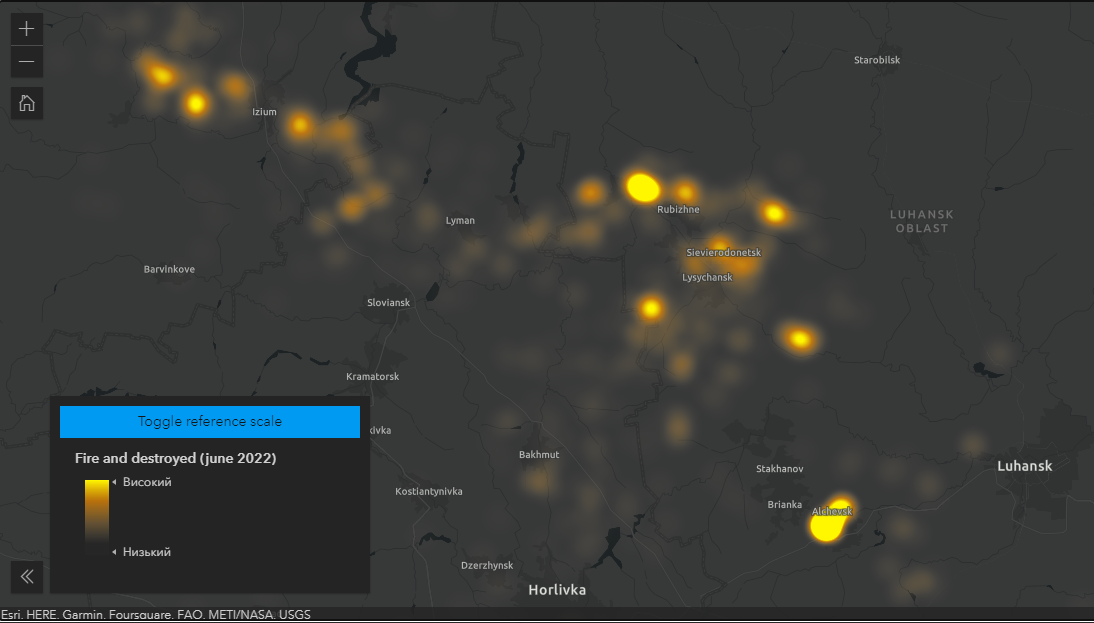 +
Starobilsk
−
Izium
Rubizhne
LUHANSK
OBLAST
Lyman
Sievierodonetsk
Barvinkove
Lysychansk
Sloviansk
Kramatorsk
Toggle reference scale
kivka
Fire and destroyed (june 2022)
Bakhmut
Luhansk
Stakhanov
Високий
Kostiantynivka
Brianka
Alchevsk
Низький
Dzerzhynsk
Horlivka
Esri, HERE, Garmin, Foursquare, FAO, METI/NASA, USGS